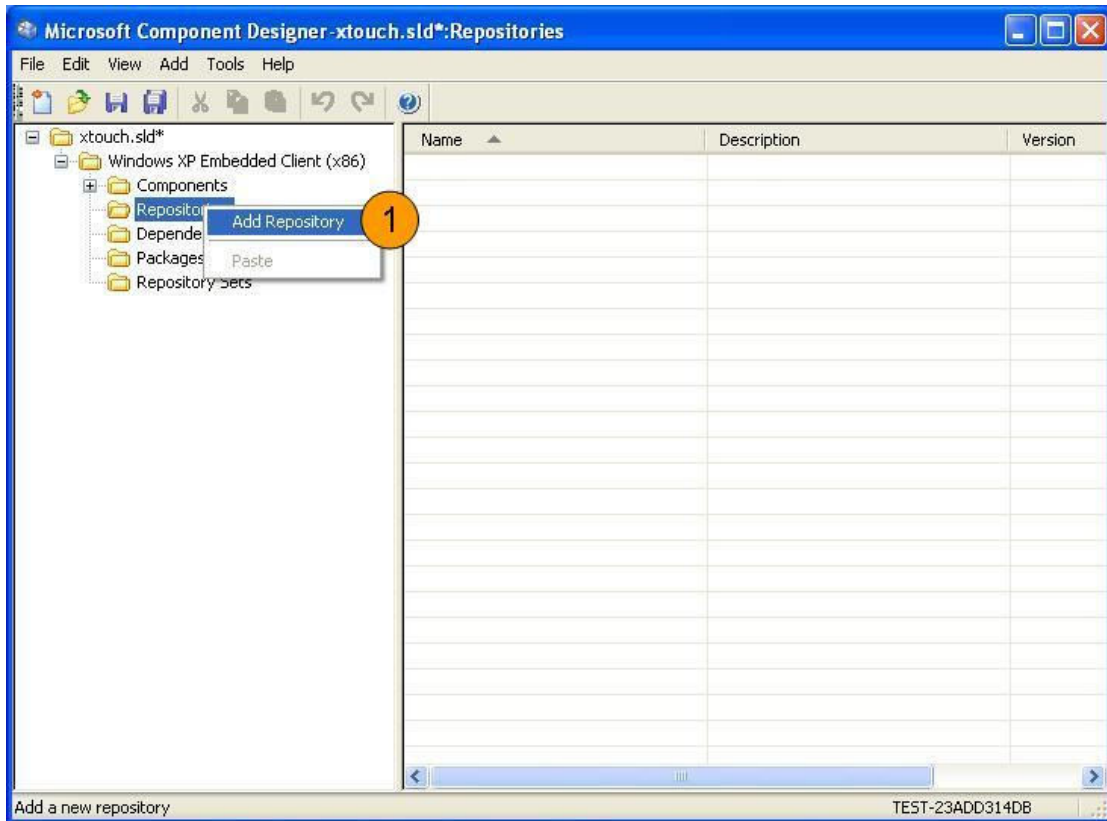 Microsoft Component Designer-xtouch.sld*:Repositories
File Edit View Add Tools Help
xtouch.sld*
Name Description Version
Windows XP Embedded Client (x86)
Components
Add Repository 1
Packages
Paste
Repository Sets
Add a new repository TEST-23ADD314DB